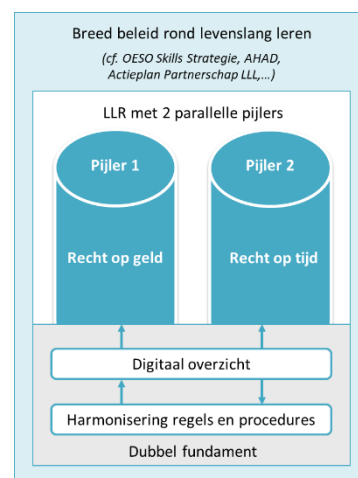 Breed beleid rond levenslang leren
(cf. OESO Skills Strategie, AHAD,
Actieplan Partnerschap LLL,...)
LLR met 2 parallelle pijlers
Pijler 1
Pijler 2
Recht op geld
Recht op tijd
Digitaal overzicht
Harmonisering regels en procedures
Dubbel fundament